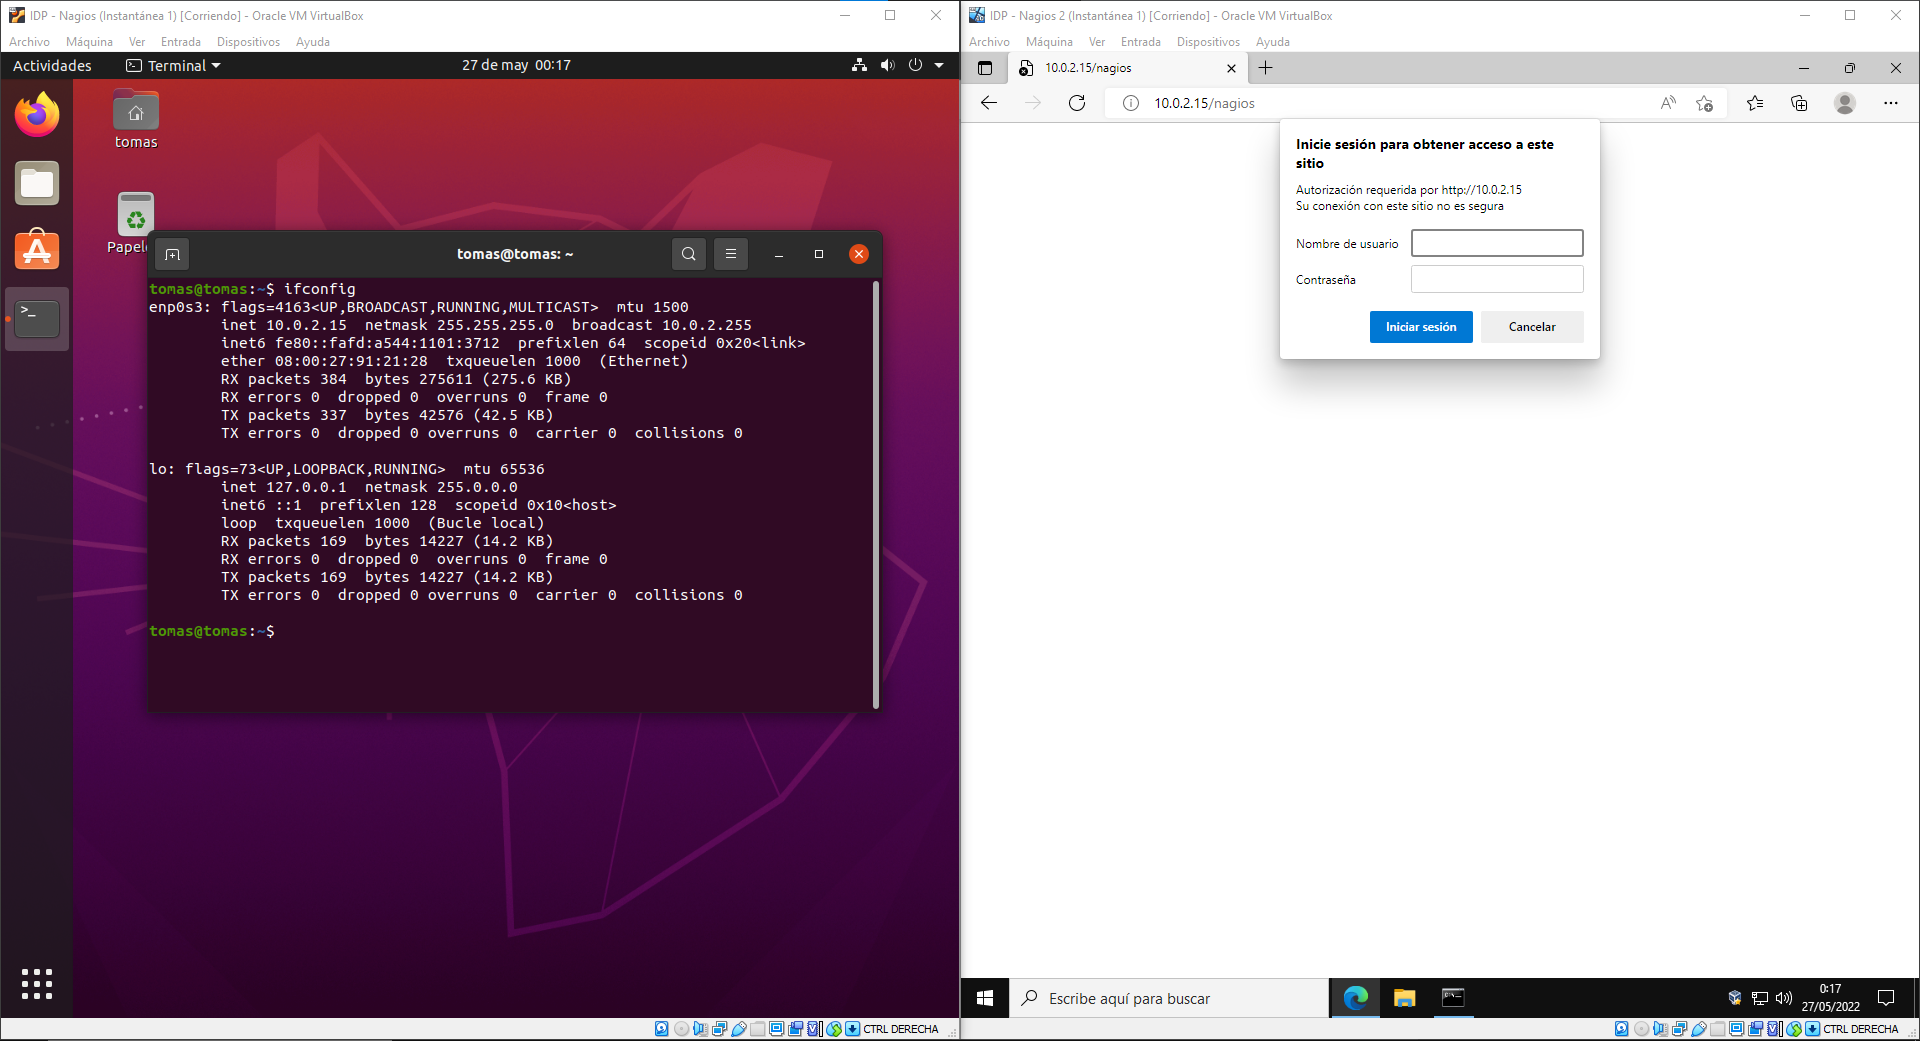 IDP - Nagios (Instantánea 1) [Corriendo] - Oracle VM VirtualBox
Archivo Máquina Ver Entrada Dispositivos Ayuda
Actividades Terminal 27 de may 00:17
tomas
Papele
tomas@tomas: ~
tomas@tomas:~$ ifconfig
enp0s3: flags=4163<UP,BROADCAST,RUNNING,MULTICAST>  mtu 1500
        inet 10.0.2.15  netmask 255.255.255.0  broadcast 10.0.2.255
        inet6 fe80::fafd:a544:1101:3712  prefixlen 64  scopeid 0x20<link>
        ether 08:00:27:91:21:28  txqueuelen 1000  (Ethernet)
        RX packets 384  bytes 275611 (275.6 KB)
        RX errors 0  dropped 0  overruns 0  frame 0
        TX packets 337  bytes 42576 (42.5 KB)
        TX errors 0  dropped 0 overruns 0  carrier 0  collisions 0
lo: flags=73<UP,LOOPBACK,RUNNING>  mtu 65536
        inet 127.0.0.1  netmask 255.0.0.0
        inet6 ::1  prefixlen 128  scopeid 0x10<host>
        loop  txqueuelen 1000  (Bucle local)
        RX packets 169  bytes 14227 (14.2 KB)
        RX errors 0  dropped 0  overruns 0  frame 0
        TX packets 169  bytes 14227 (14.2 KB)
        TX errors 0  dropped 0 overruns 0  carrier 0  collisions 0
tomas@tomas:~$
CTRL DERECHA
IDP - Nagios 2 (Instantánea 1) [Corriendo] - Oracle VM VirtualBox
Archivo Máquina Ver Entrada Dispositivos Ayuda
10.0.2.15/nagios
10.0.2.15/nagios
Inicie sesión para obtener acceso a este
sitio
Autorización requerida por http://10.0.2.15
Su conexión con este sitio no es segura
Nombre de usuario
Contraseña
Iniciar sesión Cancelar
Escribe aquí para buscar
0:17
27/05/2022
CTRL DERECHA